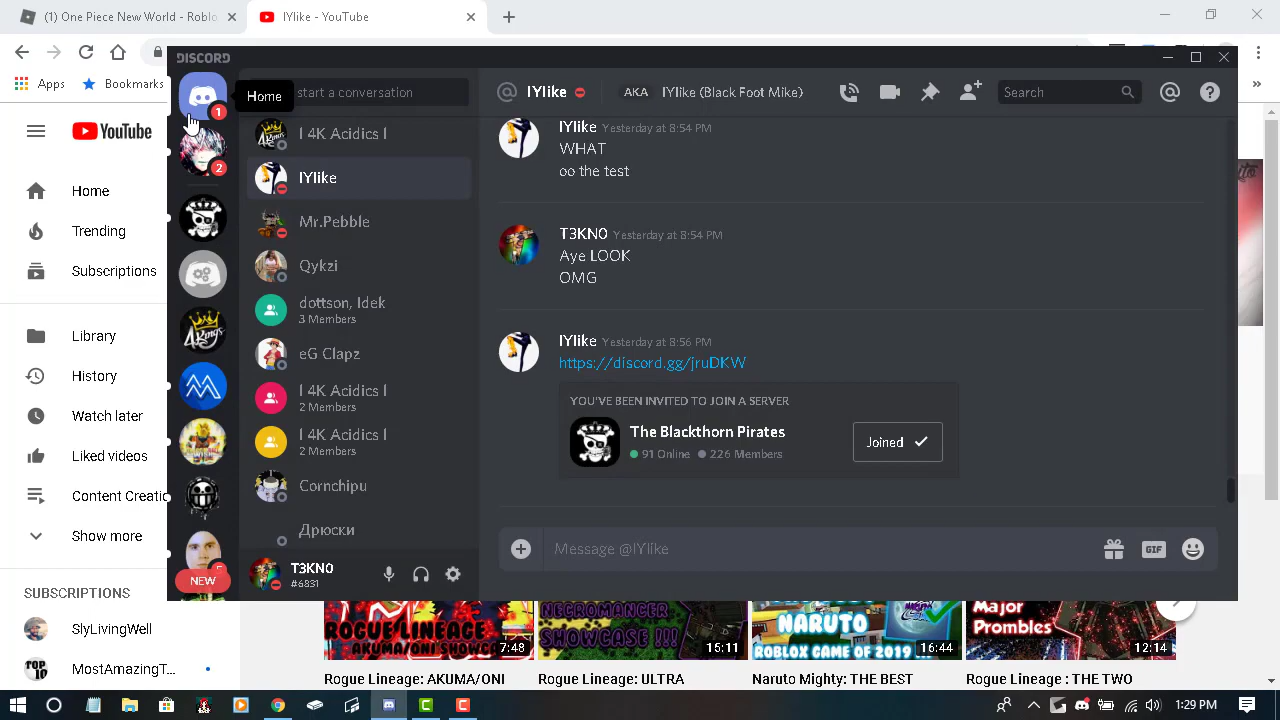 (1) One Piece New World - Roblo
IYlike - YouTube
Apps
Bookmarks
DISCORD
Home
start a conversation
IYlike
AKA
IYlike (Black Foot Mike)
Search
YouTube
Home
Trending
Subscriptions
Library
History
Watch later
Liked videos
Content Creatio
Show more
SUBSCRIPTIONS
SlyLivingWell
MostAmazingT...
1
2
5
NEW
l 4K Acidics l
IYlike
Mr.Pebble
Qykzi
dottson, Idek
3 Members
eG Clapz
l 4K Acidics l
2 Members
l 4K Acidics l
2 Members
Cornchipu
Дрюски
T3KN0
#6831
IYlike Yesterday at 8:54 PM
WHAT
oo the test
T3KN0 Yesterday at 8:54 PM
Aye LOOK
OMG
IYlike Yesterday at 8:56 PM
https://discord.gg/jruDKW
YOU'VE BEEN INVITED TO JOIN A SERVER
The Blackthorn Pirates
91 Online 226 Members
Joined
Message @IYlike
GIF
ROGUE LINEAGE
AKUMA/ONI SHOWC
7:48
Rogue Lineage: AKUMA/ONI
NECROMANCER
SHOWCASE !!!
15:11
Rogue Lineage: ULTRA
NARUTO
ROBLOX GAME OF 2019
16:44
Naruto Mighty: THE BEST
Major
Prombles
12:14
Rogue Lineage : THE TWO
1:29 PM